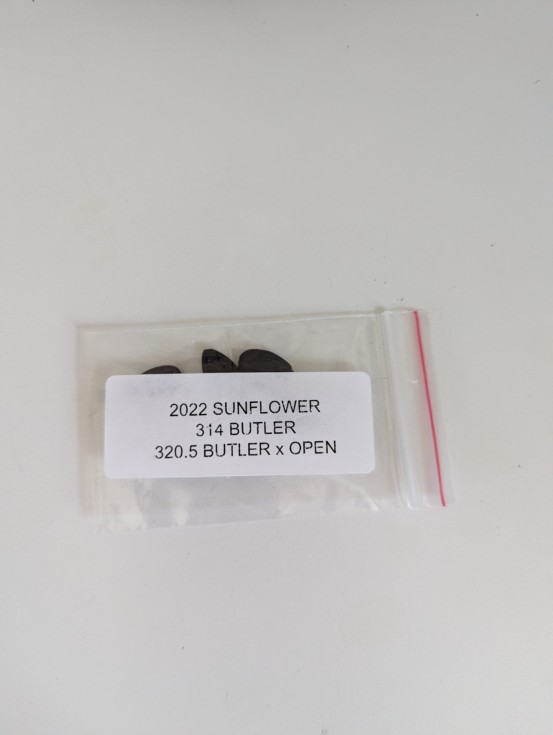 2022 SUNFLOWER
314 BUTLER
320.5 BUTLER x OPEN